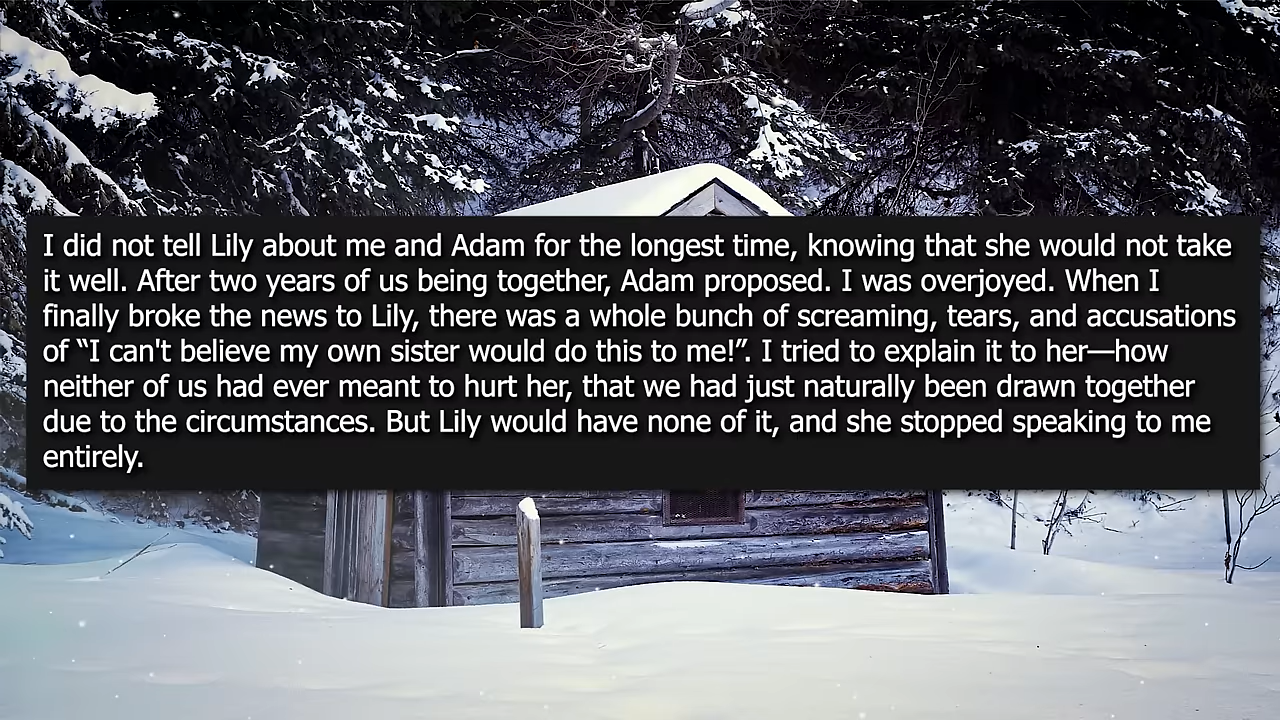 I did not tell Lily about me and Adam for the longest time, knowing that she would not take
it well. After two years of us being together, Adam proposed. I was overjoyed. When I
finally broke the news to Lily, there was a whole bunch of screaming, tears, and accusations
of “I can't believe my own sister would do this to me!”. I tried to explain it to her—how
neither of us had ever meant to hurt her, that we had just naturally been drawn together
due to the circumstances. But Lily would have none of it, and she stopped speaking to me
entirely.